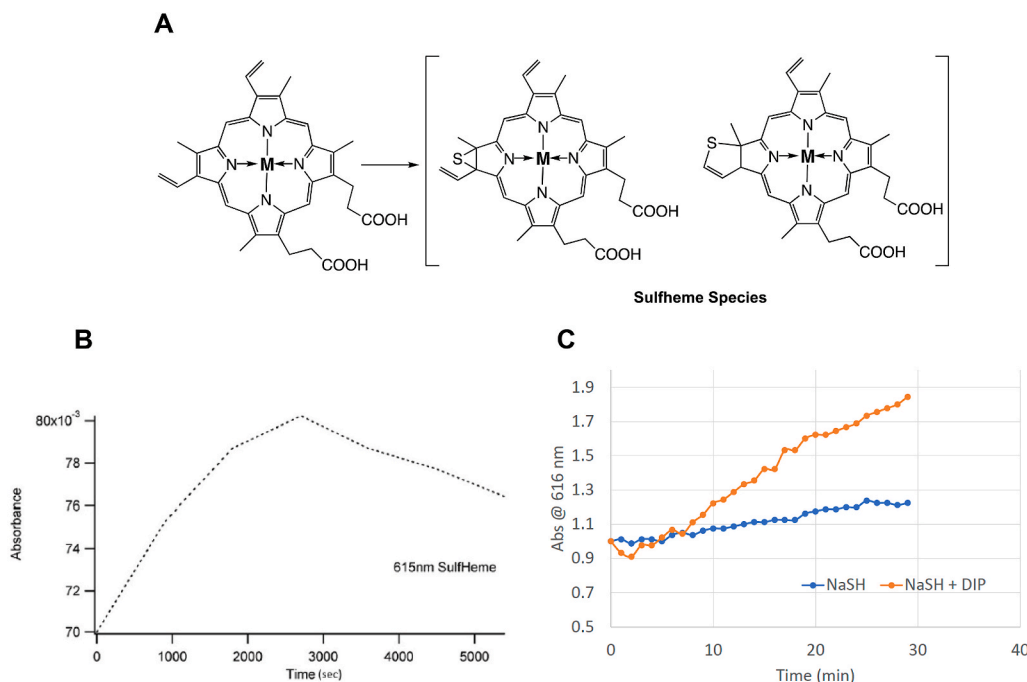 A
N
N
M
N
N
COOH
COOH
S
N
N
M
N
N
COOH
COOH
S
N
N
M
N
N
COOH
COOH
Sulfheme Species
B
80x10-3
78
76
74
72
70
Absorbance
615nm SulfHeme
0
1000
2000
3000
4000
5000
Time (sec)
C
1.9
1.7
1.5
1.3
1.1
0.9
0.7
0.5
Abs @ 616 nm
NaSH
NaSH + DIP
0
10
20
30
40
Time (min)